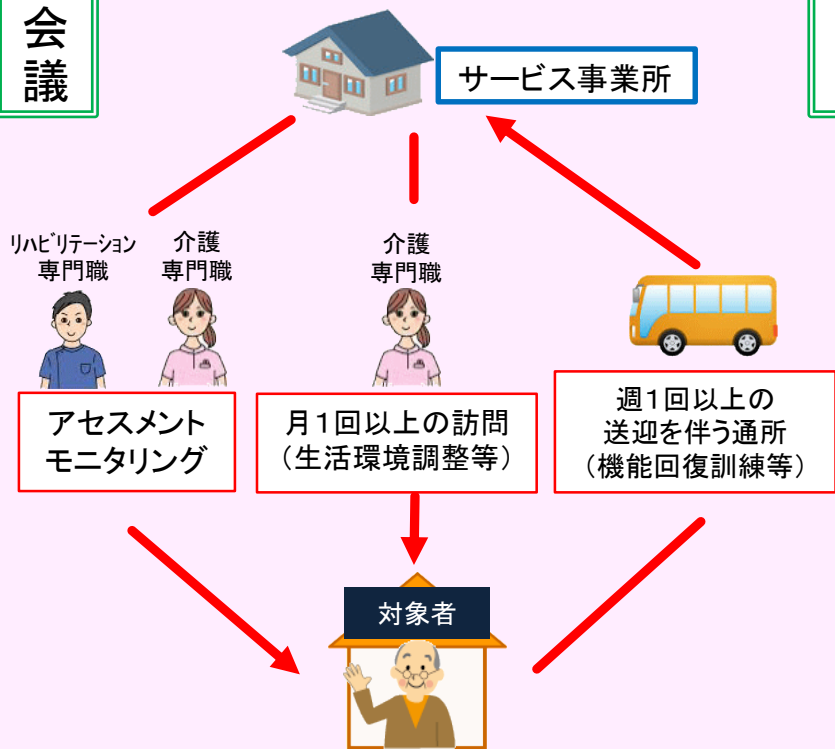 会
議
サービス事業所
リハビリテーション
専門職
介護
専門職
介護
専門職
アセスメント
モニタリング
月１回以上の訪問
（生活環境調整等）
週１回以上の
送迎を伴う通所
（機能回復訓練等）
対象者